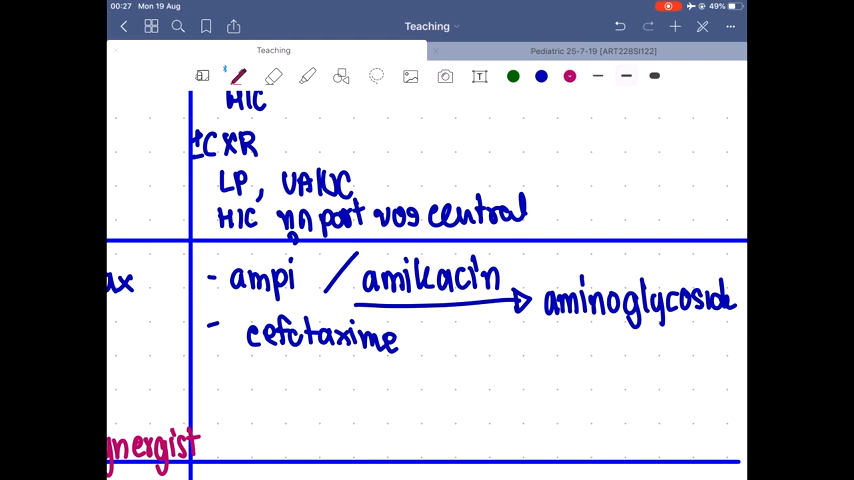 00:27 Mon 19 Aug
49%
Teaching
Teaching
Pediatric 25-7-19 [ART228SI122]
H/C
±CXR
LP, UA/UC
H/C ทุก port ของ central
ax
- ampi / amikacin → aminoglycoside
- cefotaxime
ynergist